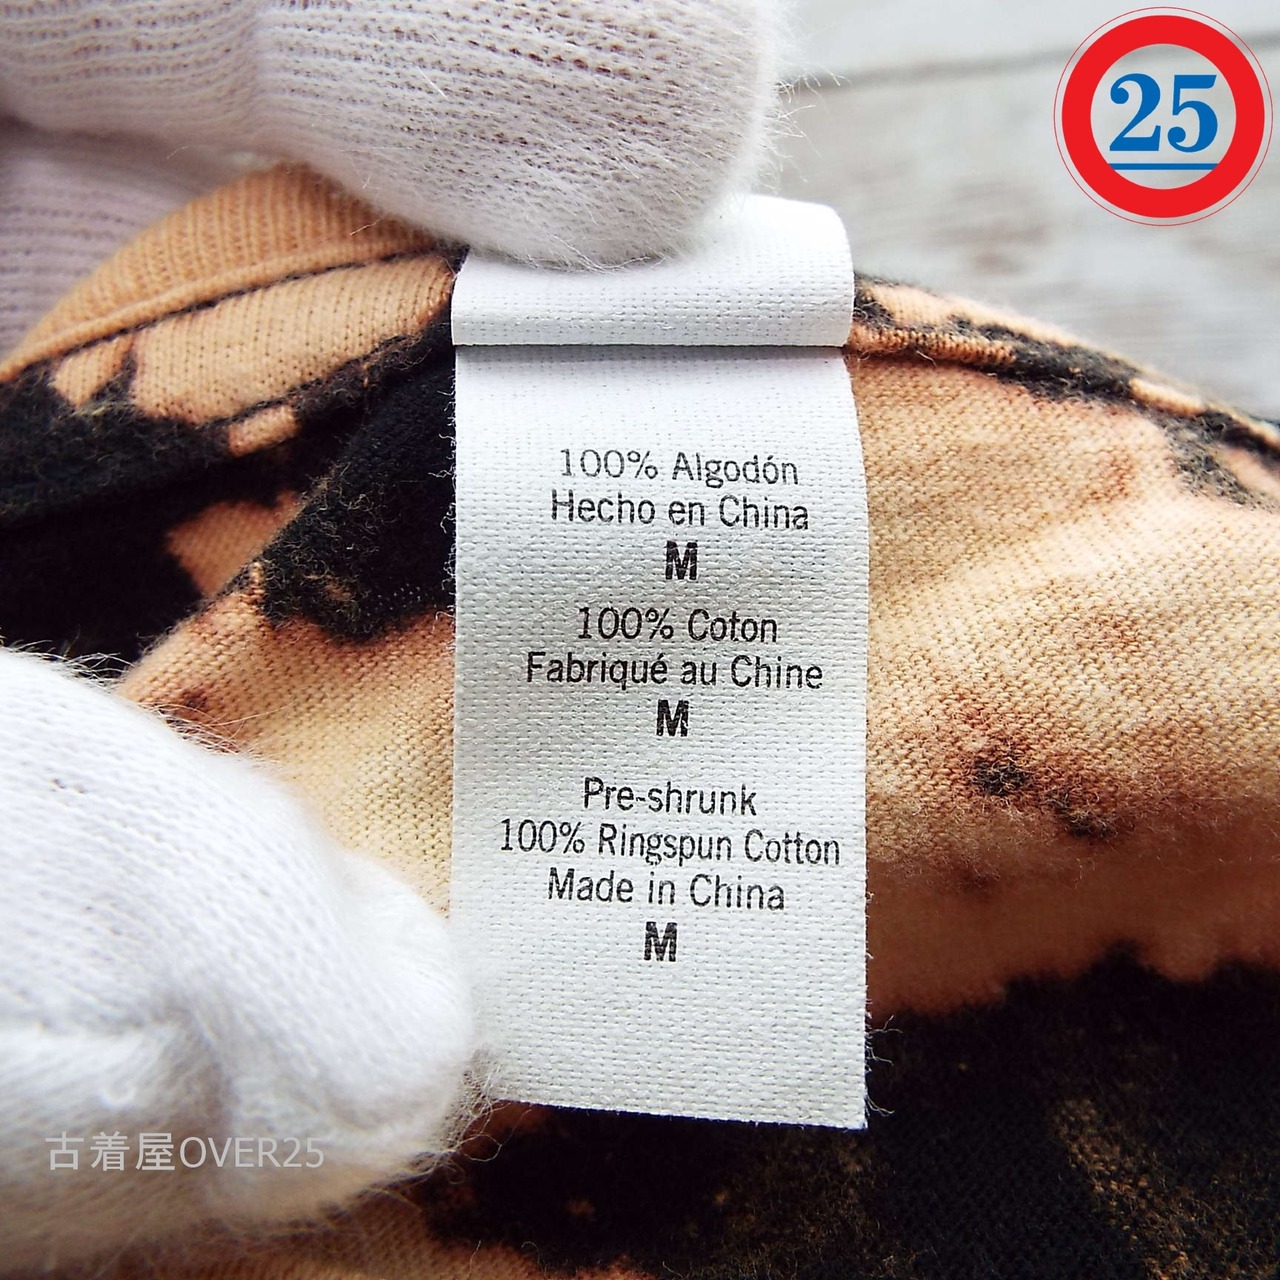 25
100% Algodón
Hecho en China
M
100% Coton
Fabriqué au Chine
M
Pre-shrunk
100% Ringspun Cotton
Made in China
M
古着屋OVER25